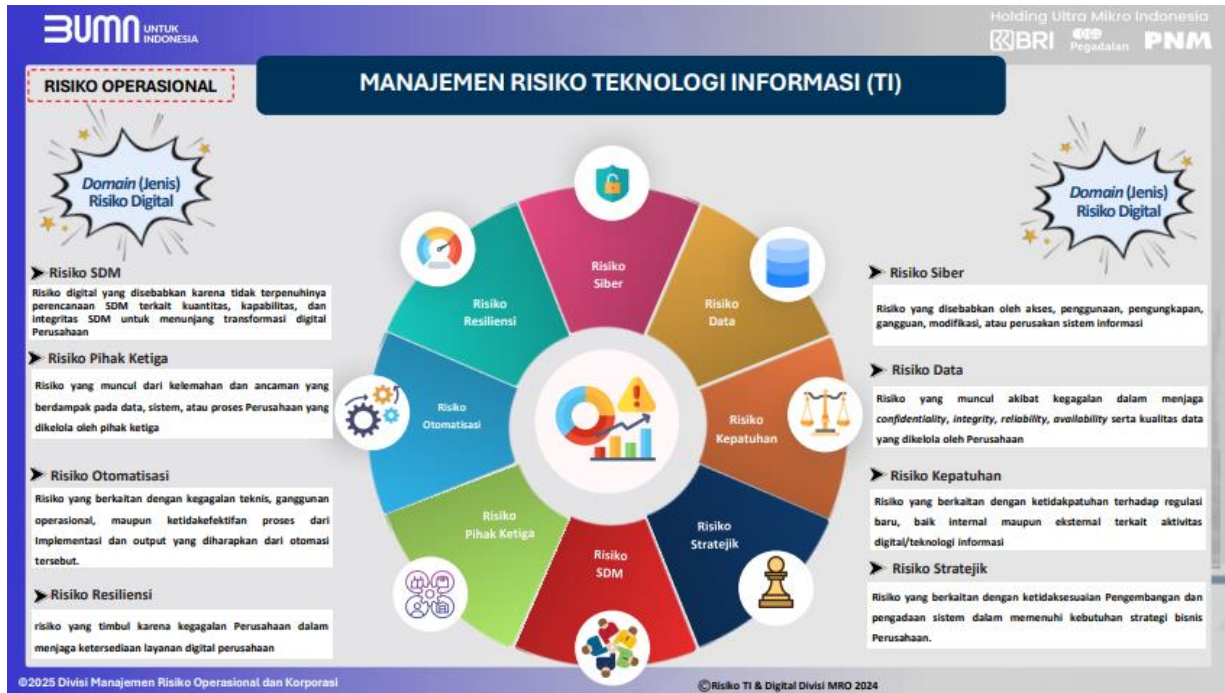 BUMN UNTUK
INDONESIA
Holding Ultra Mikro Indonesia
BRI Pegadaian PNM
RISIKO OPERASIONAL
MANAJEMEN RISIKO TEKNOLOGI INFORMASI (TI)
Domain (Jenis)
Risiko Digital
Risiko SDM
Risiko digital yang disebabkan karena tidak terpenuhinya
perencanaan SDM terkait kuantitas, kapabilitas, dan
integritas SDM untuk menunjang transformasi digital
Perusahaan
Risiko Pihak Ketiga
Risiko yang muncul dari kelemahan dan ancaman yang
berdampak pada data, sistem, atau proses Perusahaan yang
dikelola oleh pihak ketiga
Risiko Otomatisasi
Risiko yang berkaitan dengan kegagalan teknis, ganggunan
operasional, maupun ketidakefektifan proses dari
Implementasi dan output yang diharapkan dari otomasi
tersebut.
Risiko Resiliensi
risiko yang timbul karena kegagalan Perusahaan dalam
menjaga ketersediaan layanan digital perusahaan
Risiko
Siber
Risiko
Data
Risiko
Kepatuhan
Risiko
Stratejik
Risiko
SDM
Risiko
Pihak Ketiga
Risiko
Otomatisasi
Risiko
Resiliensi
Domain (Jenis)
Risiko Digital
Risiko Siber
Risiko yang disebabkan oleh akses, penggunaan, pengungkapan,
gangguan, modifikasi, atau perusakan sistem informasi
Risiko Data
Risiko yang muncul akibat kegagalan dalam menjaga
confidentiality, integrity, reliability, availability serta kualitas data
yang dikelola oleh Perusahaan
Risiko Kepatuhan
Risiko yang berkaitan dengan ketidakpatuhan terhadap regulasi
baru, baik internal maupun eksternal terkait aktivitas
digital/teknologi informasi
Risiko Stratejik
Risiko yang berkaitan dengan ketidaksesuaian Pengembangan dan
pengadaan sistem dalam memenuhi kebutuhan strategi bisnis
Perusahaan.
©2025 Divisi Manajemen Risiko Operasional dan Korporasi
©Risiko TI & Digital Divisi MRO 2024